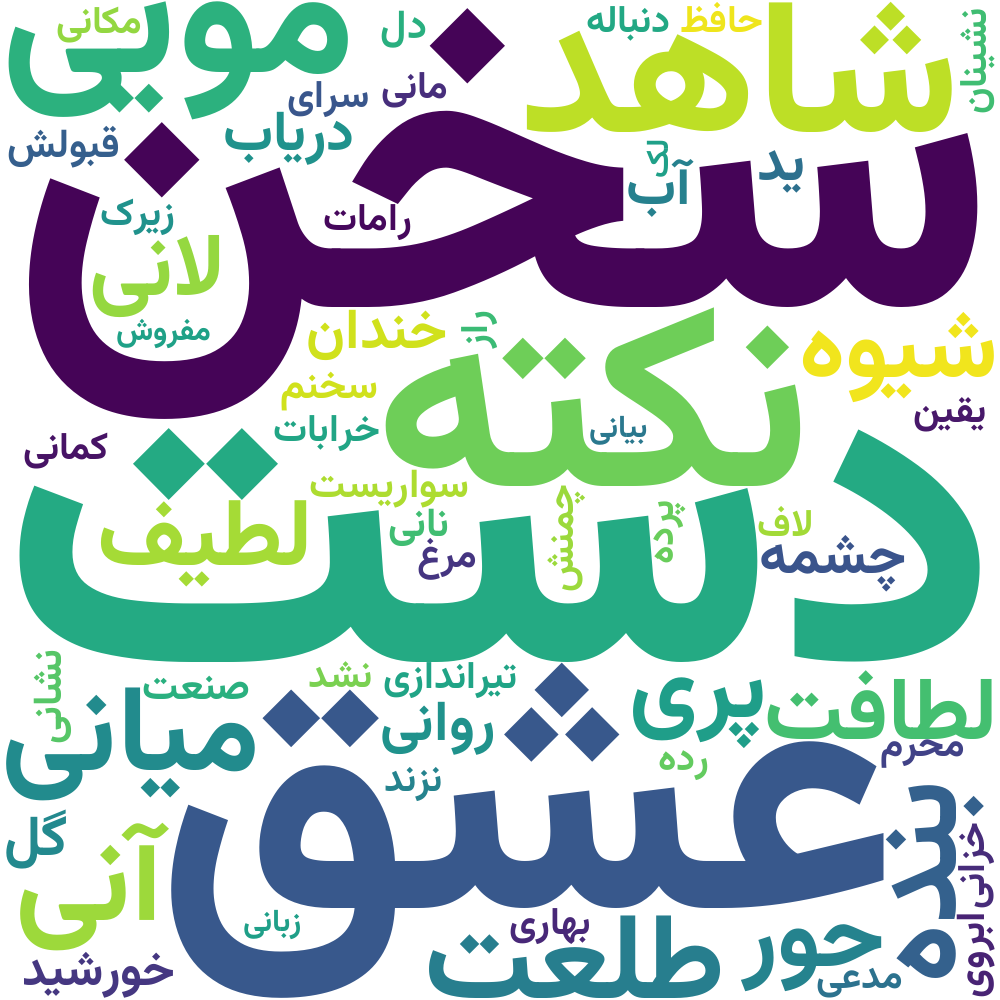 شاهد
حافظ
دنباله
دل
مویی
مکانی
نشینان
مانی
سرای
دریاب
قبولش
سخن
لک
ید
آب
رامات
زیرک
لانی
مفروش
خندان
راز
نکته
شیوه
سخنم
خرابات
بیانی
یقین
کمانی
دست
سواریست
لطیف
نانی
مرغ
چمنش
پرده
لاف
چشمه
نشانی
صنعت
نشد
تیراندازی
پری
لطافت
میانی
روانی
عشق
رده
محرم
نزند
گل
آنی
بنده
خزانی
ابروی
زبانی
بهاری
طلعت
حور
مدعی
خورشید